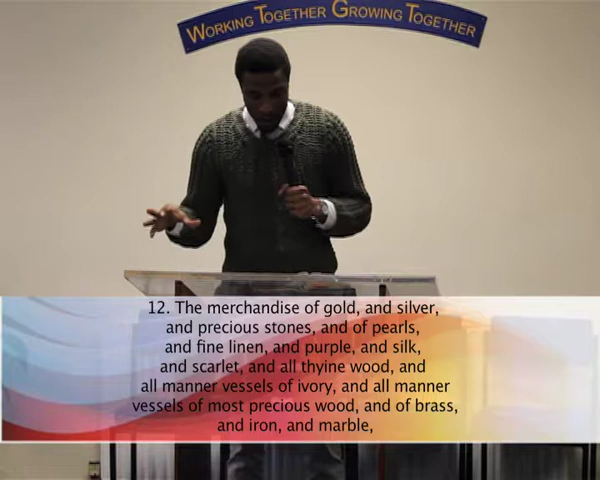 WORKING TOGETHER GROWING TOGETHER
12. The merchandise of gold, and silver,
and precious stones, and of pearls,
and fine linen, and purple, and silk,
and scarlet, and all thyine wood, and
all manner vessels of ivory, and all manner
vessels of most precious wood, and of brass,
and iron, and marble,